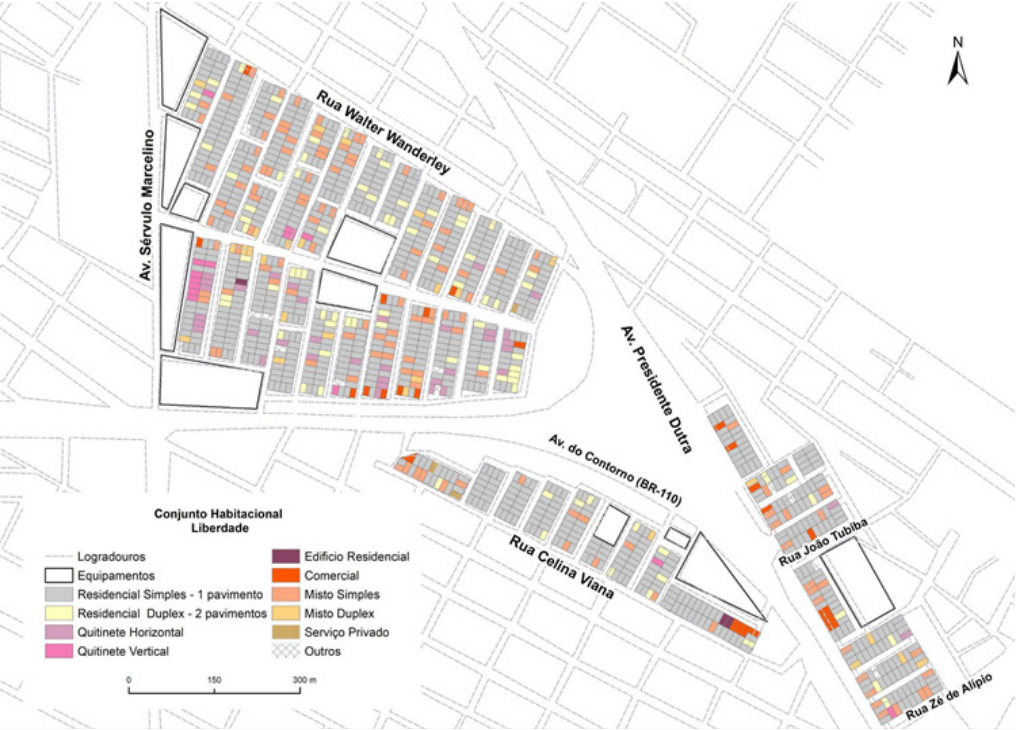 N
Rua Walter Wanderley
Av. Sérvulo Marcelino
Av. Presidente Dutra
Av. do Contorno (BR-110)
Rua Celina Viana
Rua João Tubiba
Rua Zé de Alípio
Conjunto Habitacional
Liberdade
Logradouros
Equipamentos
Residencial Simples - 1 pavimento
Residencial Duplex - 2 pavimentos
Quitinete Horizontal
Quitinete Vertical
Edificio Residencial
Comercial
Misto Simples
Misto Duplex
Serviço Privado
Outros
0 150 300 m